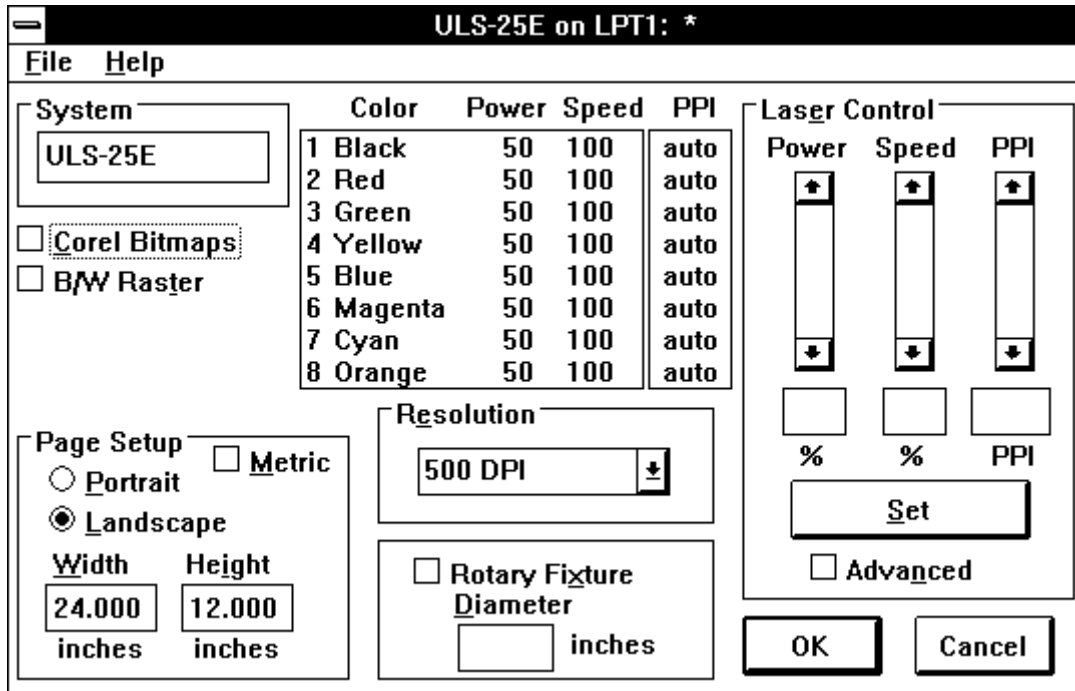 ULS-25E on LPT1: *
File Help
System
ULS-25E
Corel Bitmaps
B/W Raster
Color Power Speed PPI
1 Black 50 100 auto
2 Red 50 100 auto
3 Green 50 100 auto
4 Yellow 50 100 auto
5 Blue 50 100 auto
6 Magenta 50 100 auto
7 Cyan 50 100 auto
8 Orange 50 100 auto
Laser Control
Power Speed PPI
% % PPI
Set
Advanced
Page Setup
Metric
Portrait
Landscape
Width Height
24.000 12.000
inches inches
Resolution
500 DPI
Rotary Fixture
Diameter
inches
OK Cancel